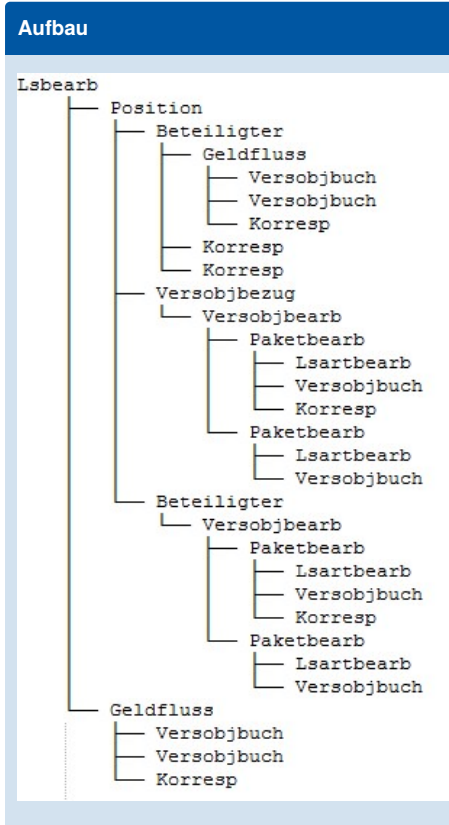 Aufbau
Lsbearb
Position
Beteiligter
Geldfluss
Versobjbuch
Versobjbuch
Korresp
Korresp
Korresp
Versobjbezug
Versobjbearb
Paketbearb
Lsartbearb
Versobjbuch
Korresp
Paketbearb
Lsartbearb
Versobjbuch
Beteiligter
Versobjbearb
Paketbearb
Lsartbearb
Versobjbuch
Korresp
Paketbearb
Lsartbearb
Versobjbuch
Geldfluss
Versobjbuch
Versobjbuch
Korresp